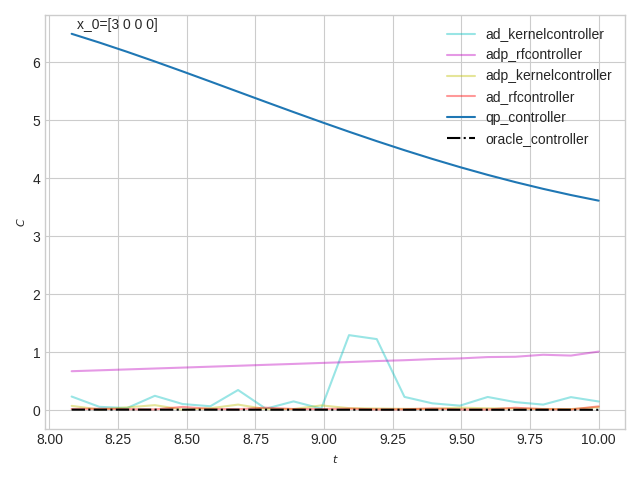 x_0=[3 0 0 0]
ad_kernelcontroller
adp_rfcontroller
adp_kernelcontroller
ad_rfcontroller
qp_controller
oracle_controller
6
5
4
3
2
1
0
C
8.00 8.25 8.50 8.75 9.00 9.25 9.50 9.75 10.00
t